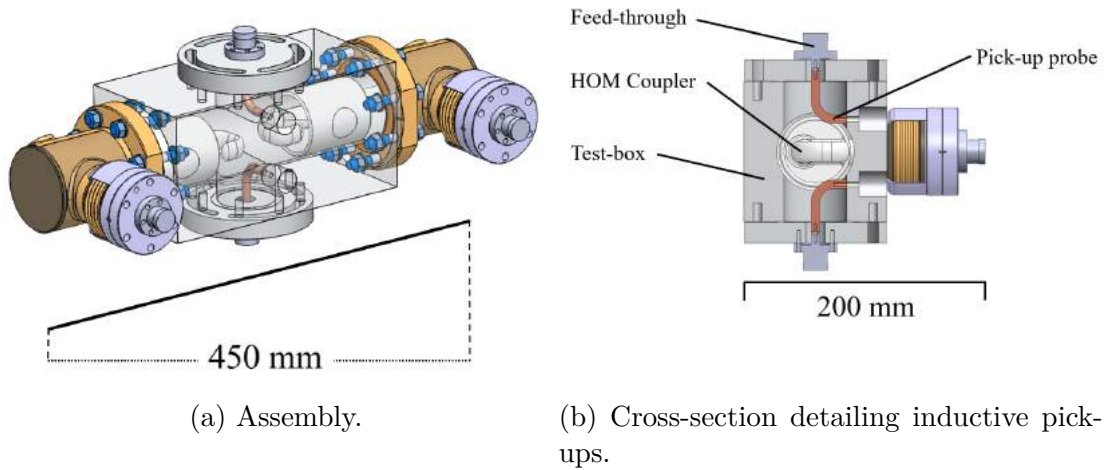 Feed-through
HOM Coupler
Pick-up probe
Test-box
200 mm
450 mm
(a) Assembly.
(b) Cross-section detailing inductive pick-
ups.